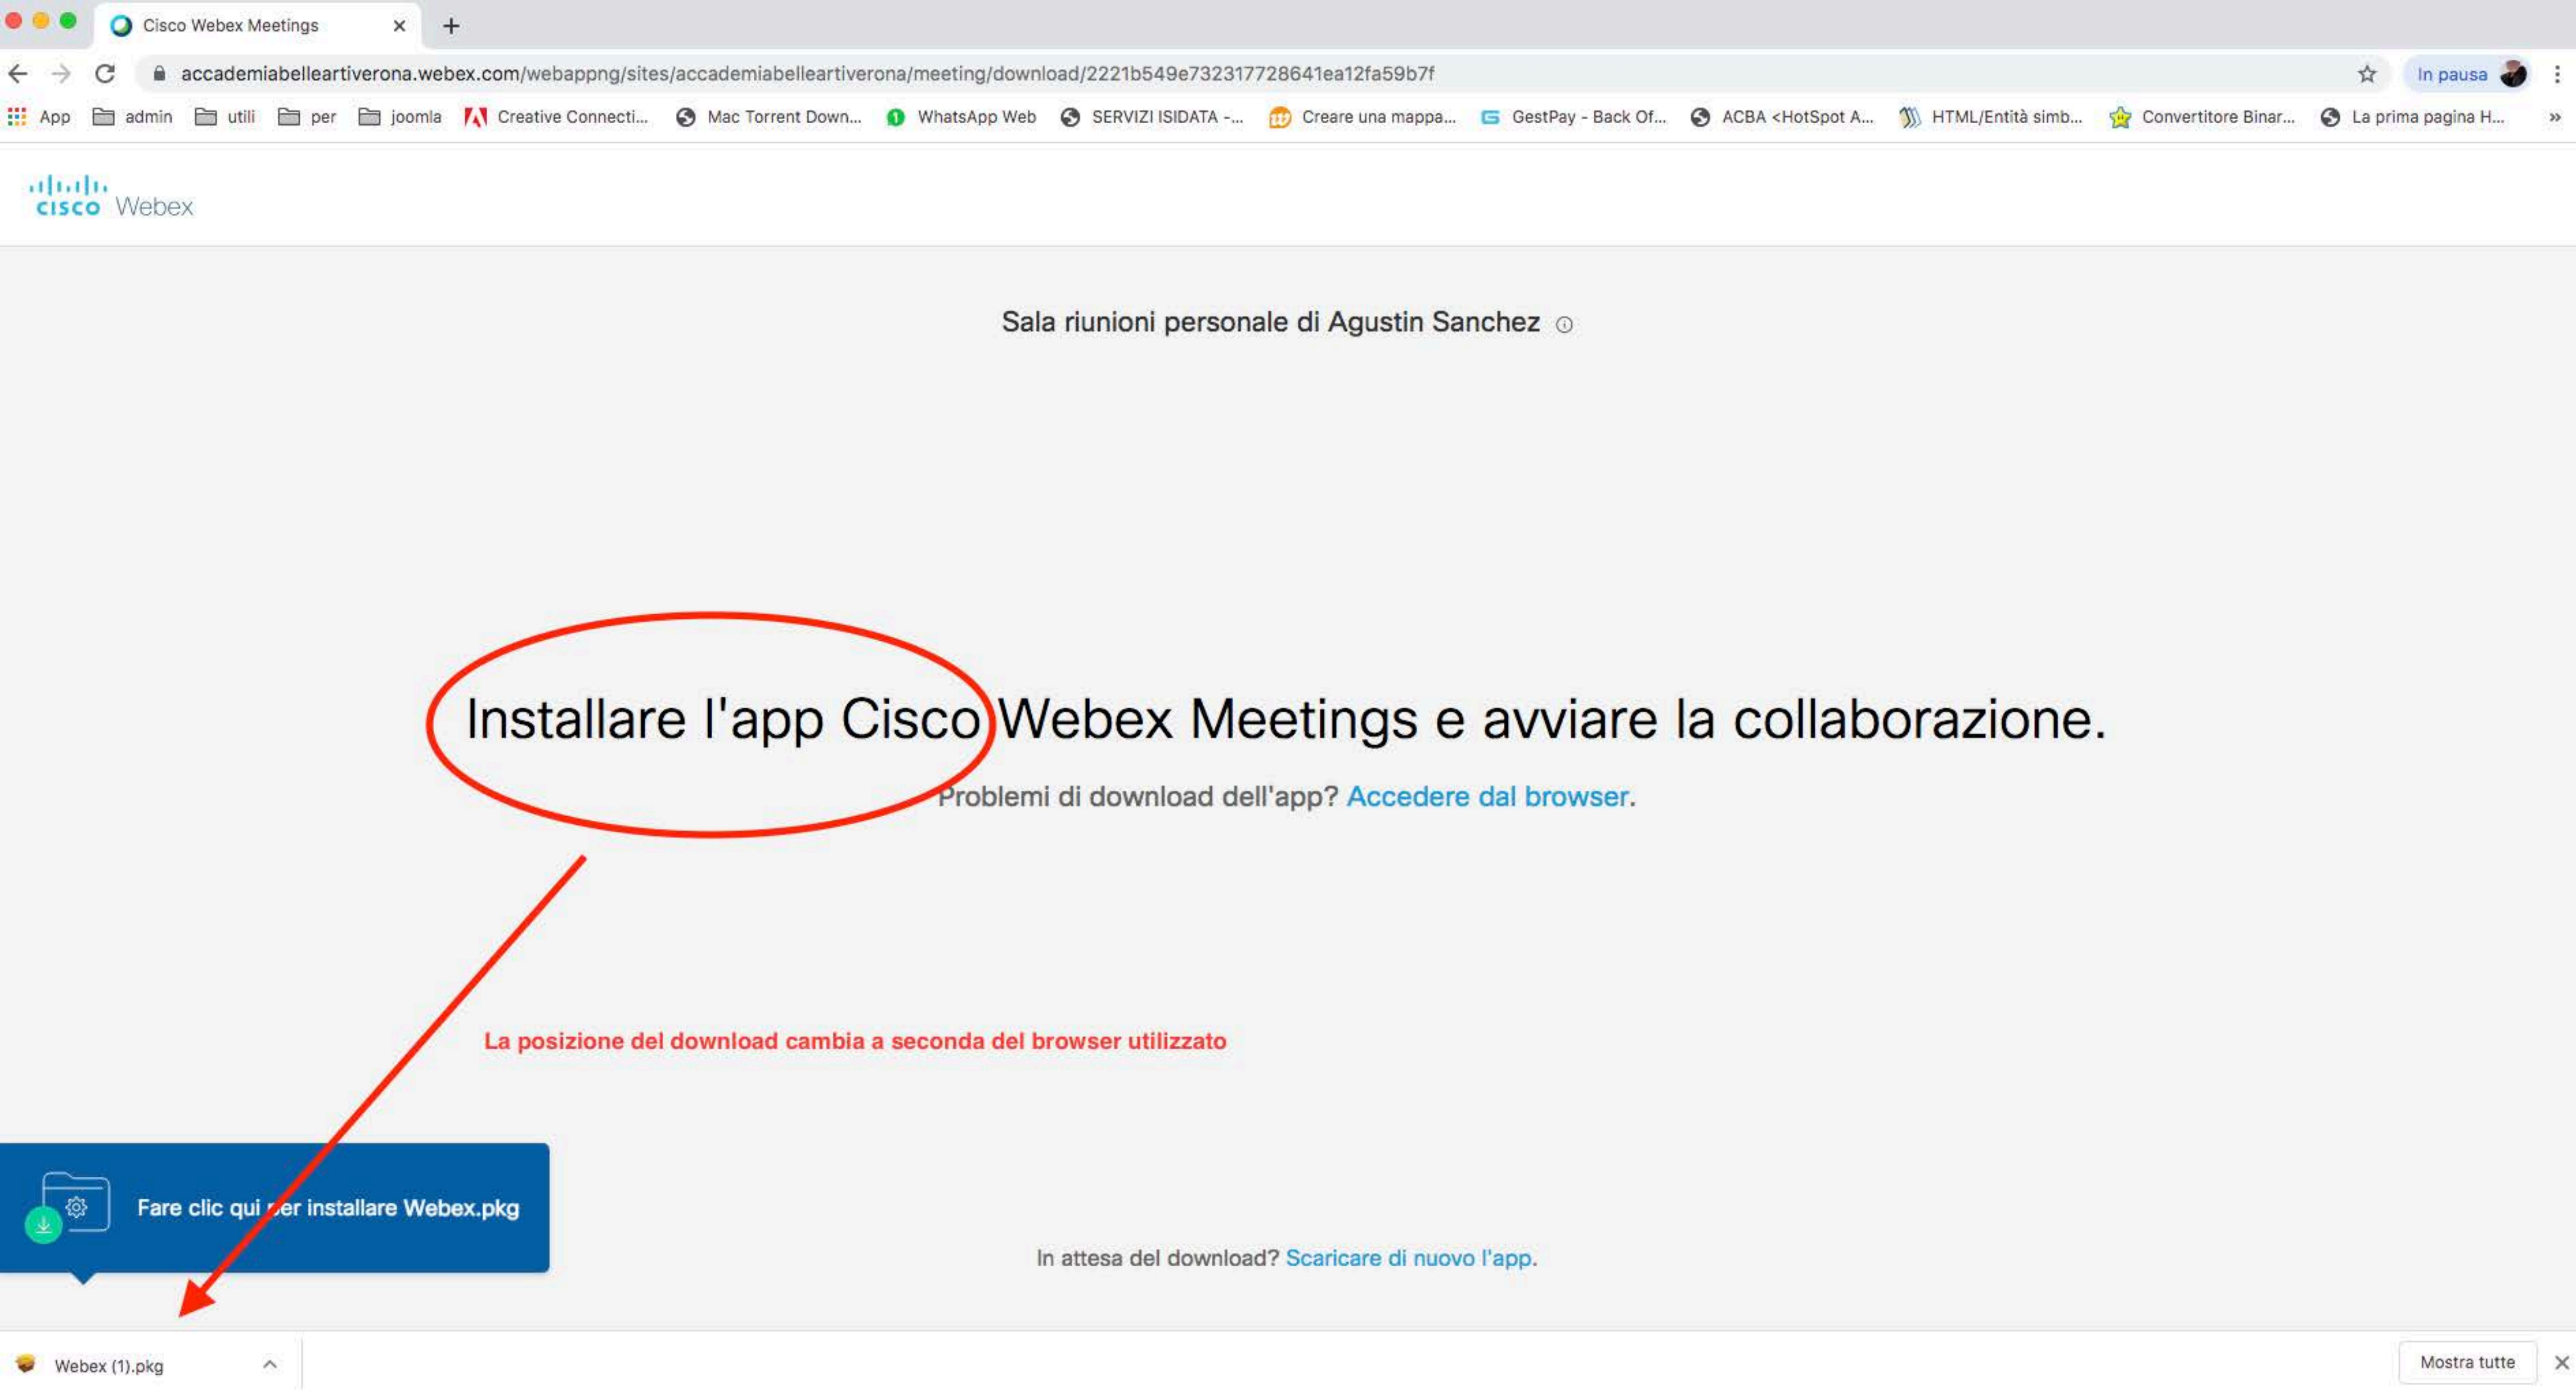 Cisco Webex Meetings
accademiabelleartiverona.webex.com/webappng/sites/accademiabelleartiverona/meeting/download/2221b549e732317728641ea12fa59b7f
In pausa
App admin utili per joomla Creative Connecti... Mac Torrent Down... WhatsApp Web SERVIZI ISIDATA -... Creare una mappa... GestPay - Back Of... ACBA <HotSpot A... HTML/Entità simb... Convertitore Binar... La prima pagina H... »
CISCO Webex
Sala riunioni personale di Agustin Sanchez
Installare l'app Cisco Webex Meetings e avviare la collaborazione.
Problemi di download dell'app? Accedere dal browser.
La posizione del download cambia a seconda del browser utilizzato
Fare clic qui per installare Webex.pkg
In attesa del download? Scaricare di nuovo l'app.
Webex (1).pkg
Mostra tutte